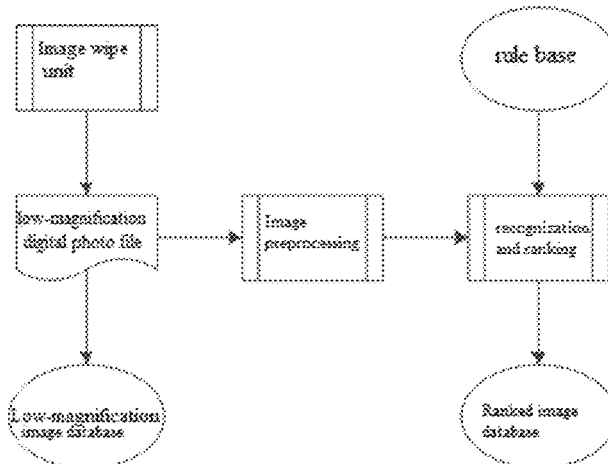 Image wipe
unit
rule base
low-magnification
digital photo file
Image
preprocessing
recognization
and ranking
Low-magnification
image database
Ranked image
database